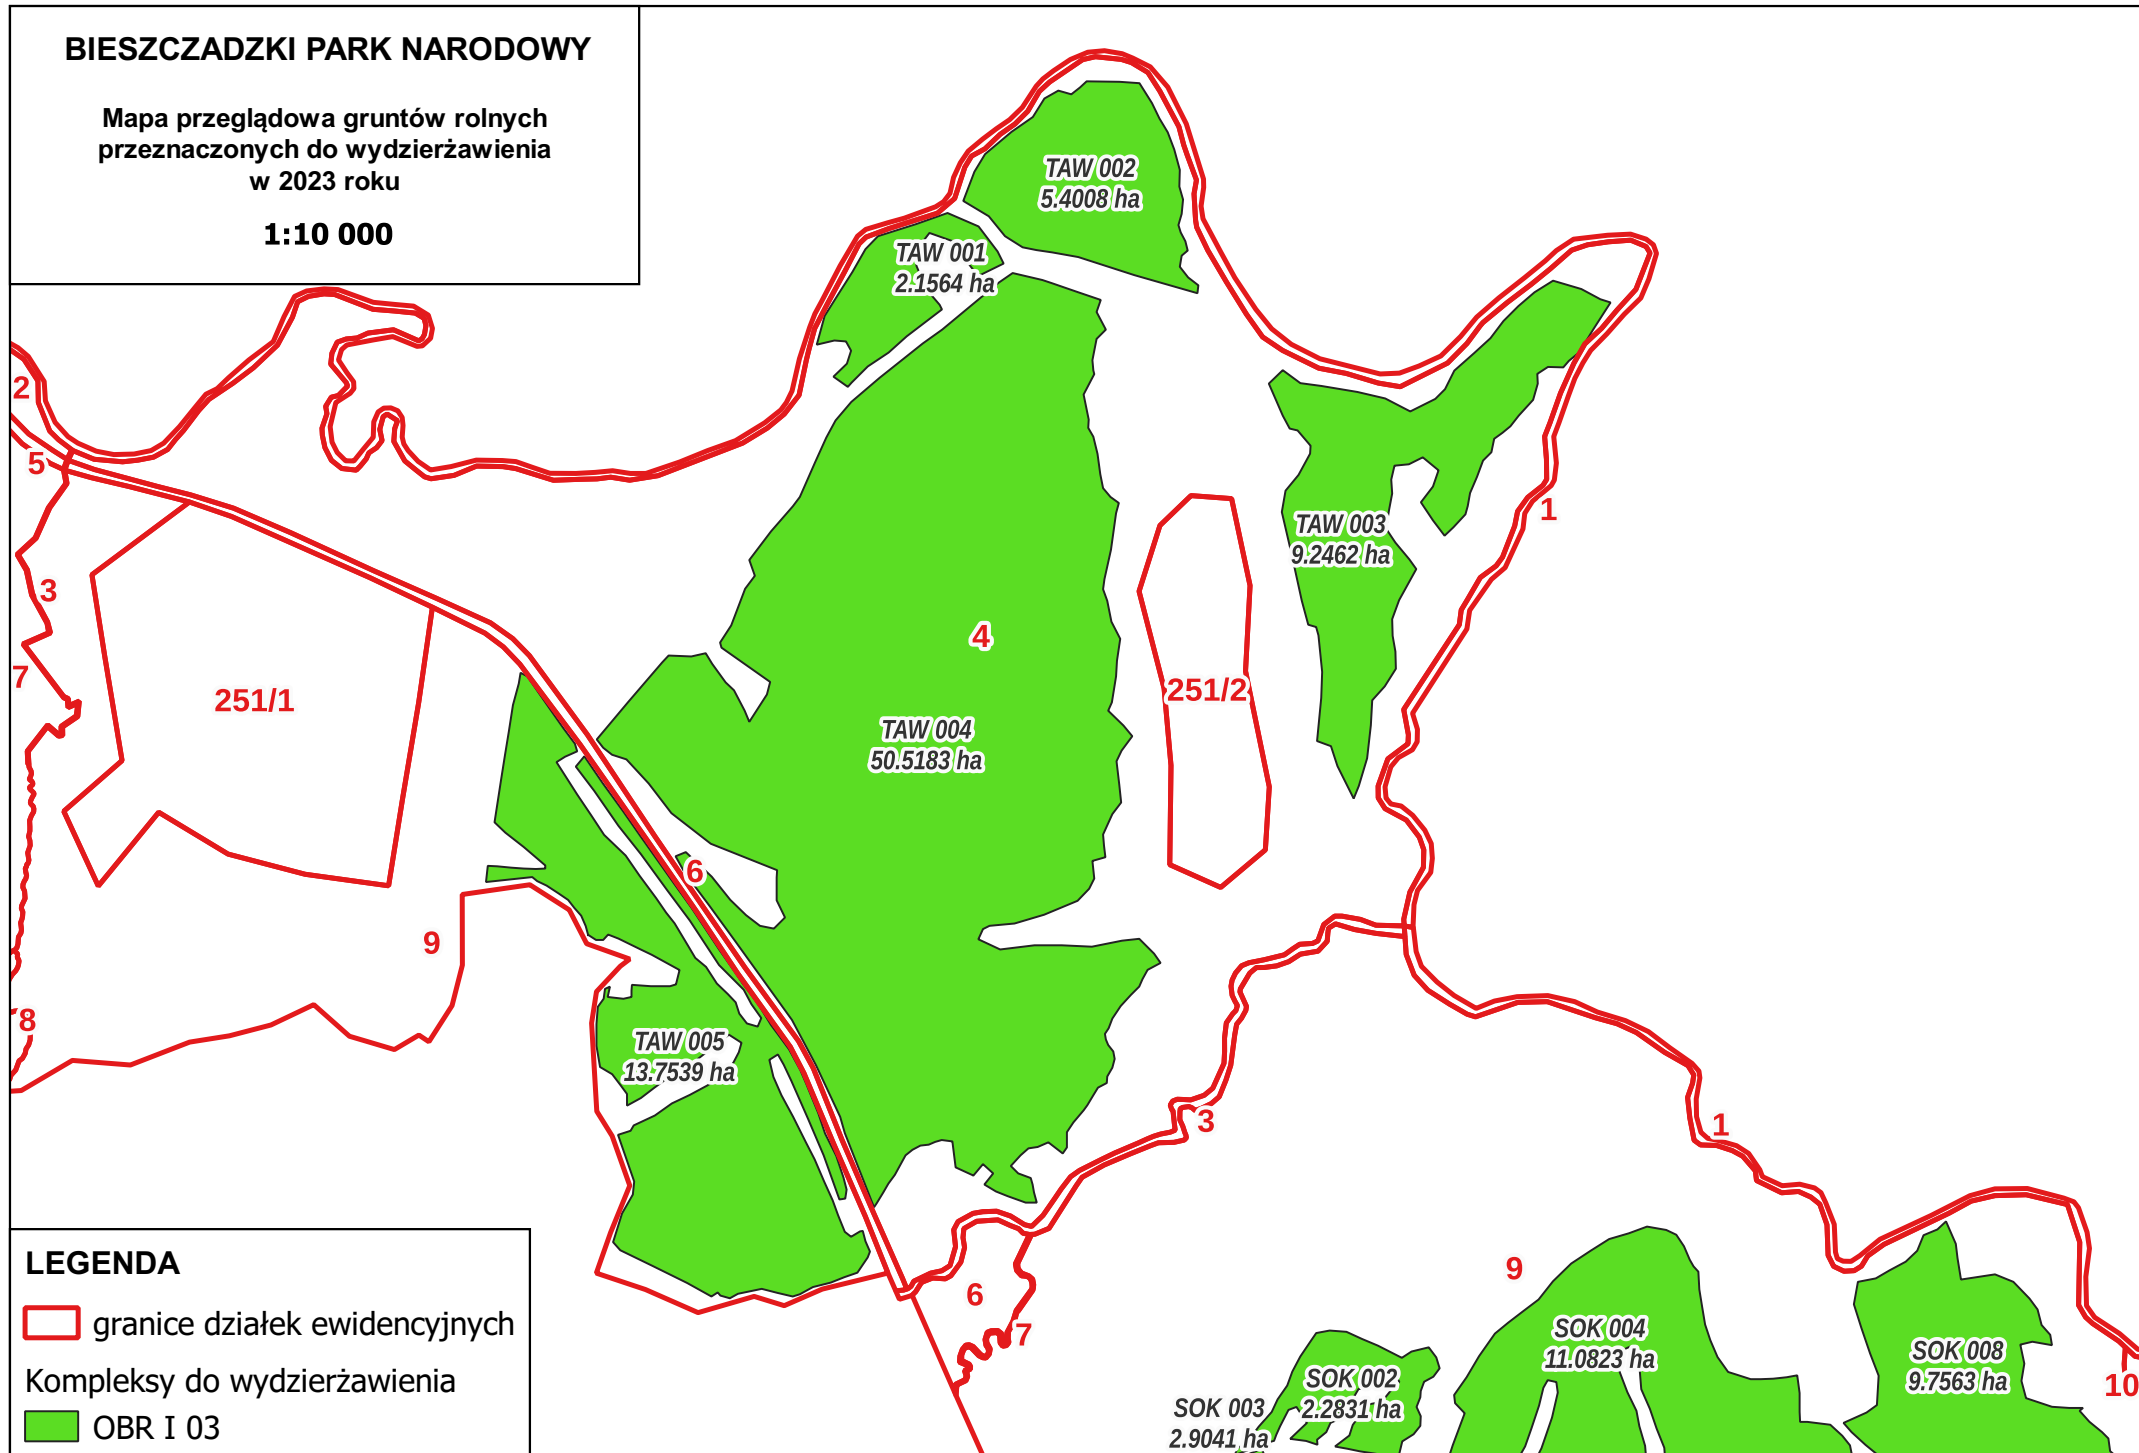 BIESZCZADZKI PARK NARODOWY
Mapa przeglądowa gruntów rolnych
przeznaczonych do wydzierżawienia
w 2023 roku
1:10 000
TAW 002
5.4008 ha
TAW 001
2.1564 ha
2
5
3
7
251/1
TAW 003
9.2462 ha
1
4
251/2
TAW 004
50.5183 ha
6
9
8
TAW 005
13.7539 ha
3
1
9
6
7
SOK 004
11.0823 ha
SOK 008
9.7563 ha
10
SOK 002
2.2831 ha
SOK 003
2.9041 ha
LEGENDA
granice działek ewidencyjnych
Kompleksy do wydzierżawienia
OBR I 03